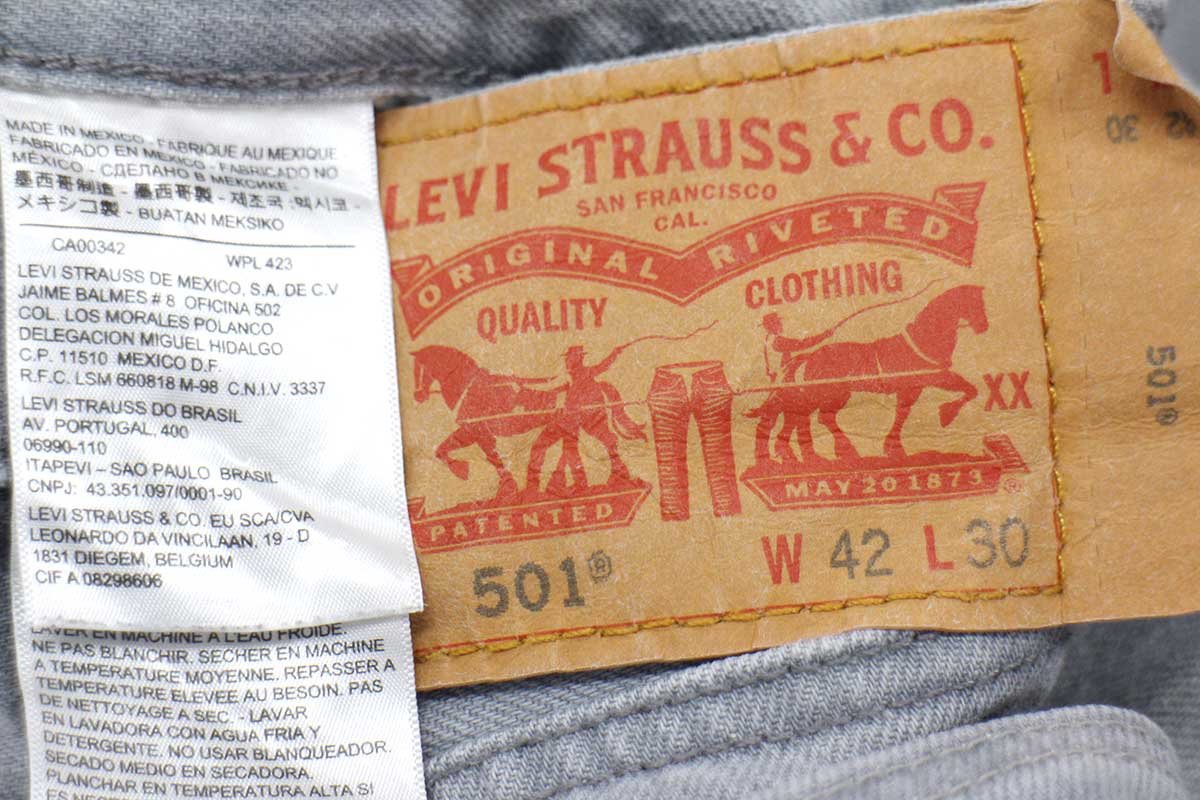 MADE IN MEXICO, FABRIQUE AU MEXIQUE
FABRICADO EN MEXICO - FABRICADO NO
MÉXICO - СДЕЛАНО В МЕКСИКЕ -
墨西哥制造 - 墨西哥製 - 제조국 :멕시코 -
メキシコ製 - BUATAN MEKSIKO
CA00342 WPL 423
LEVI STRAUSS DE MEXICO, S.A. DE C.V
JAIME BALMES # 8 OFICINA 502
COL. LOS MORALES POLANCO
DELEGACION MIGUEL HIDALGO
C.P. 11510 MEXICO D.F.
R.F.C. LSM 660818 M-98 C.N.I.V. 3337
LEVI STRAUSS DO BRASIL
AV. PORTUGAL, 400
06990-110
ITAPEVI – SÃO PAULO BRASIL
CNPJ: 43.351.097/0001-90
LEVI STRAUSS & CO. EU SCA/CVA
LEONARDO DA VINCILAAN, 19 - D
1831 DIEGEM, BELGIUM
CIF A 08298606
LAVER EN MACHINE A L'EAU FROIDE.
NE PAS BLANCHIR. SECHER EN MACHINE
A TEMPERATURE MOYENNE. REPASSER A
TEMPERATURE ELEVEE AU BESOIN. PAS
DE NETTOYAGE A SEC. - LAVAR
EN LAVADORA CON AGUA FRIA Y
DETERGENTE. NO USAR BLANQUEADOR.
SECADO MEDIO EN SECADORA.
PLANCHAR EN TEMPERATURA ALTA SI
LEVI STRAUSS & CO.
SAN FRANCISCO
CAL.
ORIGINAL RIVETED
QUALITY CLOTHING
XX
PATENTED MAY 20 1873 ®
501® W 42 L 30
30
501®